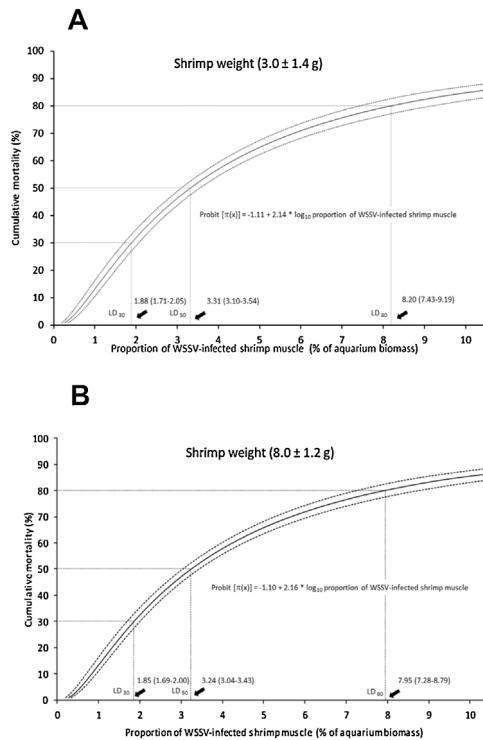 A
Shrimp weight (3.0 ± 1.4 g)
Cumulative mortality (%)
100
90
80
70
60
50
40
30
20
10
0
Probit [π(x)] = -1.11 + 2.14 * log10 proportion of WSSV-infected shrimp muscle
1.88 (1.71-2.05)
3.31 (3.10-3.54)
8.20 (7.43-9.19)
LD 30
LD 50
LD 80
0 1 2 3 4 5 6 7 8 9 10
Proportion of WSSV-infected shrimp muscle (% of aquarium biomass)
B
Shrimp weight (8.0 ± 1.2 g)
Cumulative mortality (%)
100
90
80
70
60
50
40
30
20
10
0
Probit [π(x)] = -1.10 + 2.16 * log10 proportion of WSSV-infected shrimp muscle
1.85 (1.69-2.00)
3.24 (3.04-3.43)
7.95 (7.28-8.79)
LD 30
LD 50
LD 80
0 1 2 3 4 5 6 7 8 9 10
Proportion of WSSV-infected shrimp muscle (% of aquarium biomass)